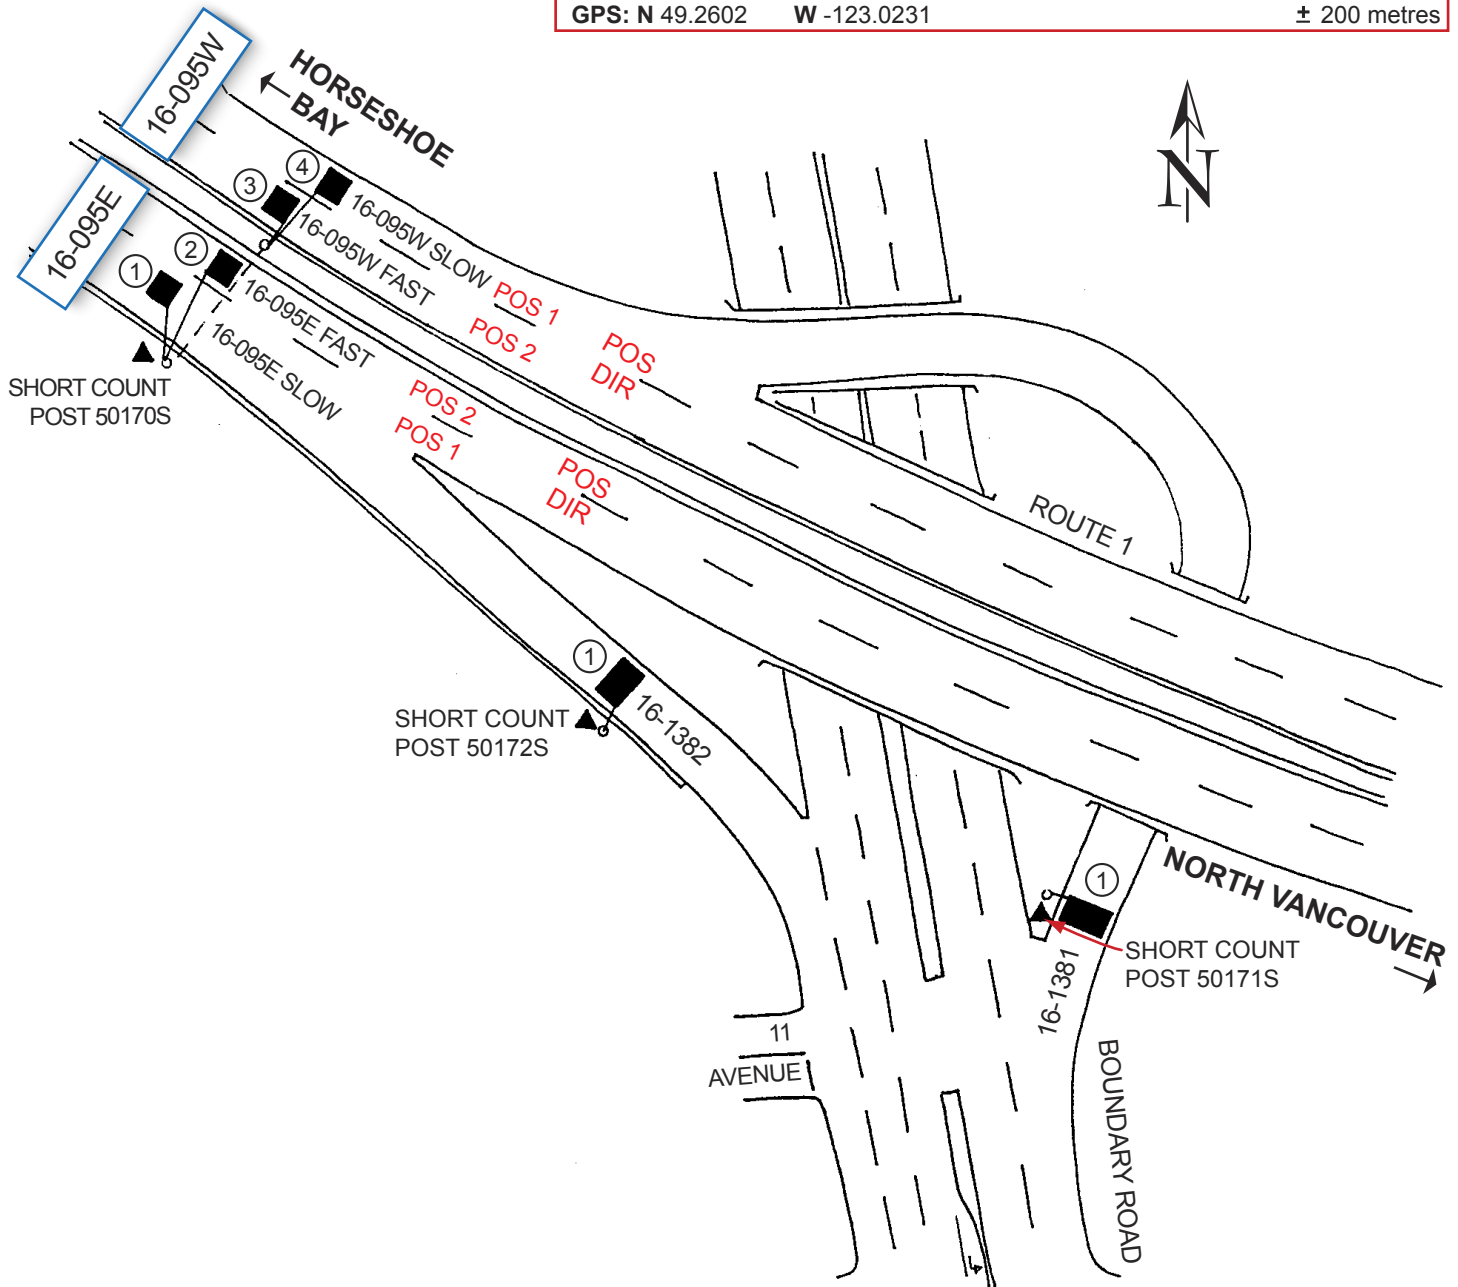 GPS: N 49.2602 W -123.0231 ± 200 metres
16-095W
HORSESHOE
BAY
N
16-095E
4
3
2
1
16-095W SLOW
16-095W FAST
16-095E FAST
16-095E SLOW
POS 1
POS 2
POS
DIR
POS 2
POS 1
POS
DIR
SHORT COUNT
POST 50170S
ROUTE 1
1
16-1382
SHORT COUNT
POST 50172S
1
NORTH VANCOUVER
SHORT COUNT
POST 50171S
16-1381
11
AVENUE
BOUNDARY ROAD